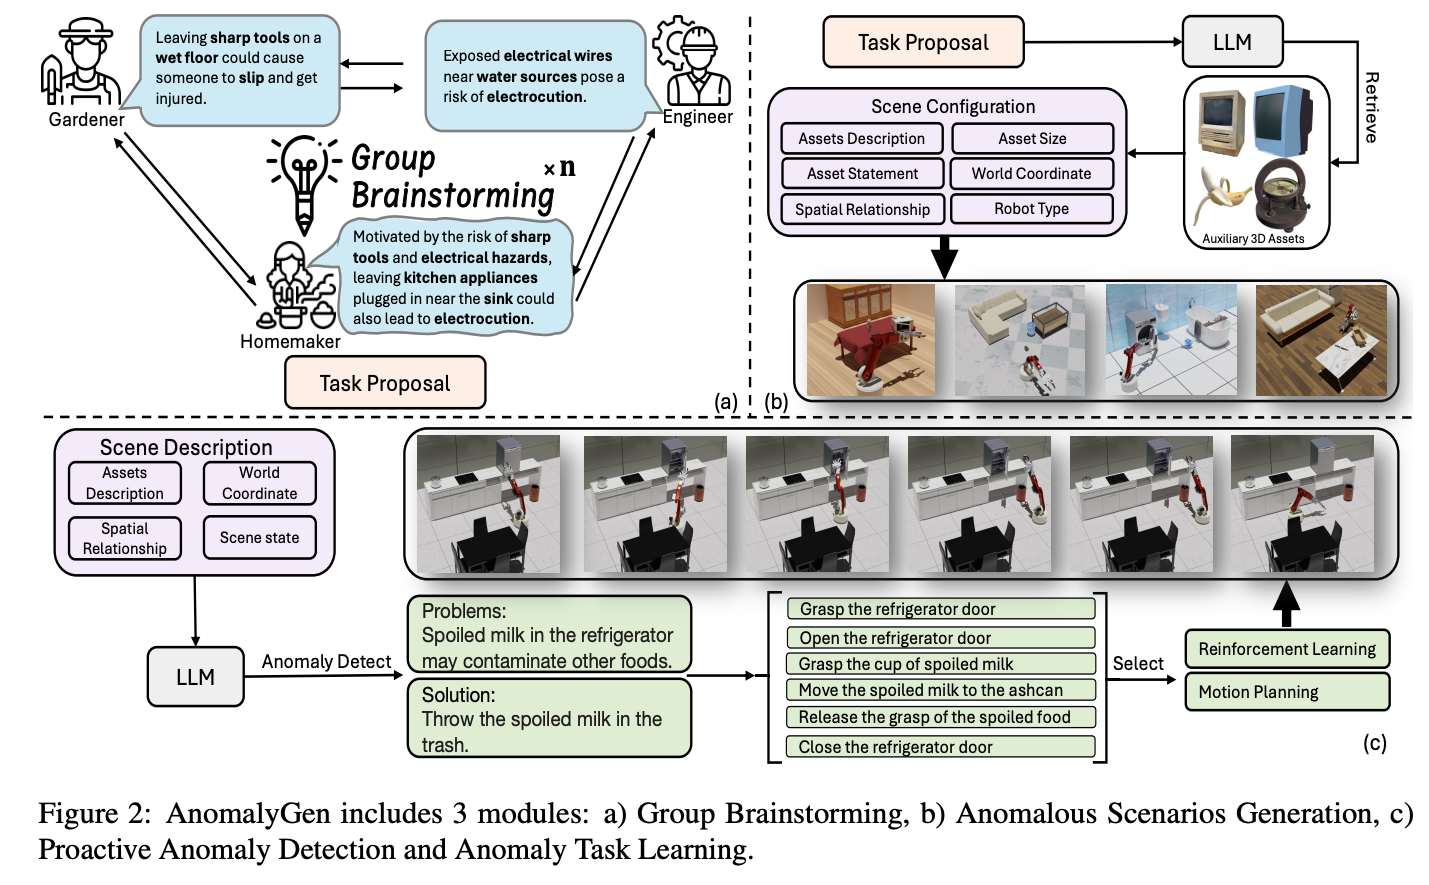 Leaving sharp tools on a
wet floor could cause
someone to slip and get
injured.
Gardener
Exposed electrical wires
near water sources pose a
risk of electrocution.
Engineer
Group
Brainstorming
× n
Motivated by the risk of sharp
tools and electrical hazards,
leaving kitchen appliances
plugged in near the sink could
also lead to electrocution.
Homemaker
Task Proposal
(a)
Task Proposal
LLM
Retrieve
Scene Configuration
Assets Description
Asset Size
Asset Statement
World Coordinate
Spatial Relationship
Robot Type
Auxiliary 3D Assets
(b)
Scene Description
Assets
Description
World
Coordinate
Spatial
Relationship
Scene state
LLM
Anomaly Detect
Problems:
Spoiled milk in the refrigerator
may contaminate other foods.
Solution:
Throw the spoiled milk in the
trash.
Grasp the refrigerator door
Open the refrigerator door
Grasp the cup of spoiled milk
Move the spoiled milk to the ashcan
Release the grasp of the spoiled food
Close the refrigerator door
Select
Reinforcement Learning
Motion Planning
(c)
Figure 2: AnomalyGen includes 3 modules: a) Group Brainstorming, b) Anomalous Scenarios Generation, c)
Proactive Anomaly Detection and Anomaly Task Learning.